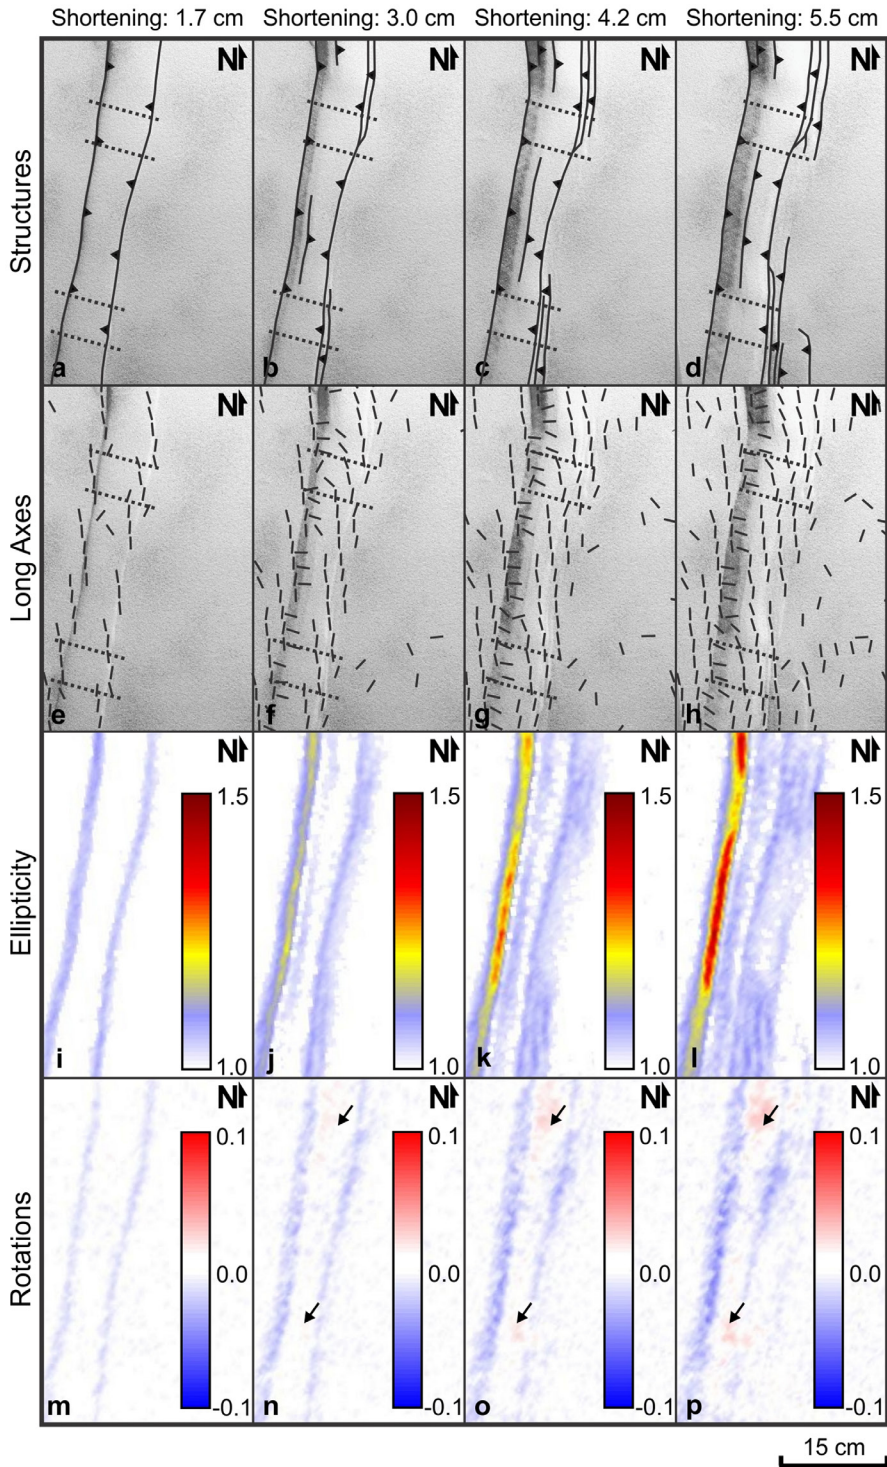 Shortening: 1.7 cm Shortening: 3.0 cm Shortening: 4.2 cm Shortening: 5.5 cm
Structures
N N N N
a b c d
Long Axes
N N N N
e f g h
Ellipticity
N N N N
1.5 1.5 1.5 1.5
1.0 1.0 1.0 1.0
i j k l
Rotations
N N N N
0.1 0.1 0.1 0.1
0.0 0.0 0.0 0.0
-0.1 -0.1 -0.1 -0.1
m n o p
15 cm